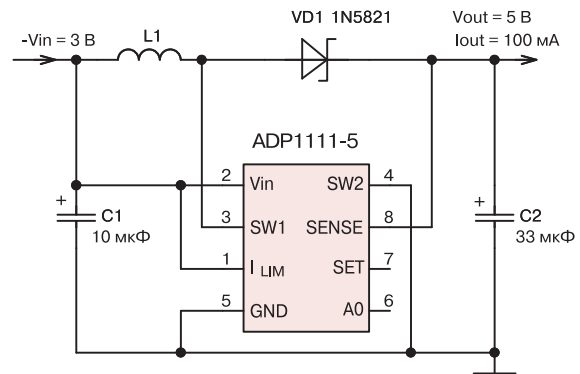 VD1 1N5821
Vout = 5 В
Iout = 100 мА
-Vin = 3 В
L1
ADP1111-5
2 Vin SW2 4
3 SW1 SENSE 8
1 I LIM SET 7
5 GND A0 6
+ C1
10 мкФ
+ C2
33 мкФ